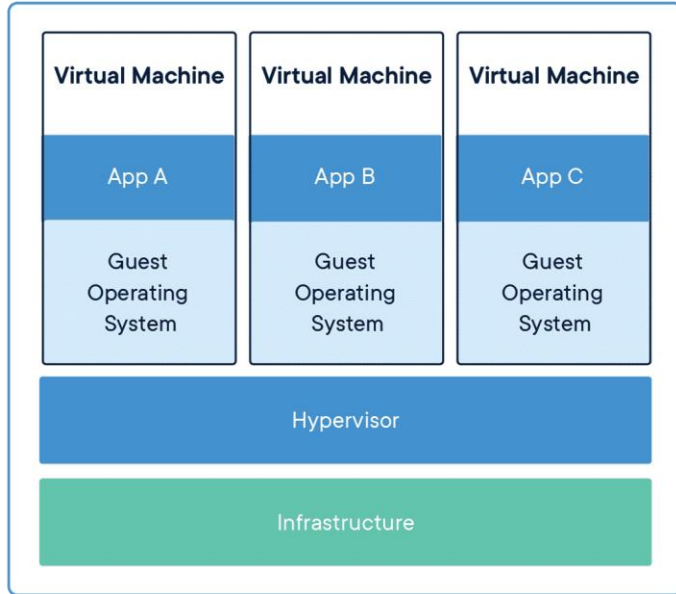 Virtual Machine
Virtual Machine
Virtual Machine
App A
App B
App C
Guest
Operating
System
Guest
Operating
System
Guest
Operating
System
Hypervisor
Infrastructure